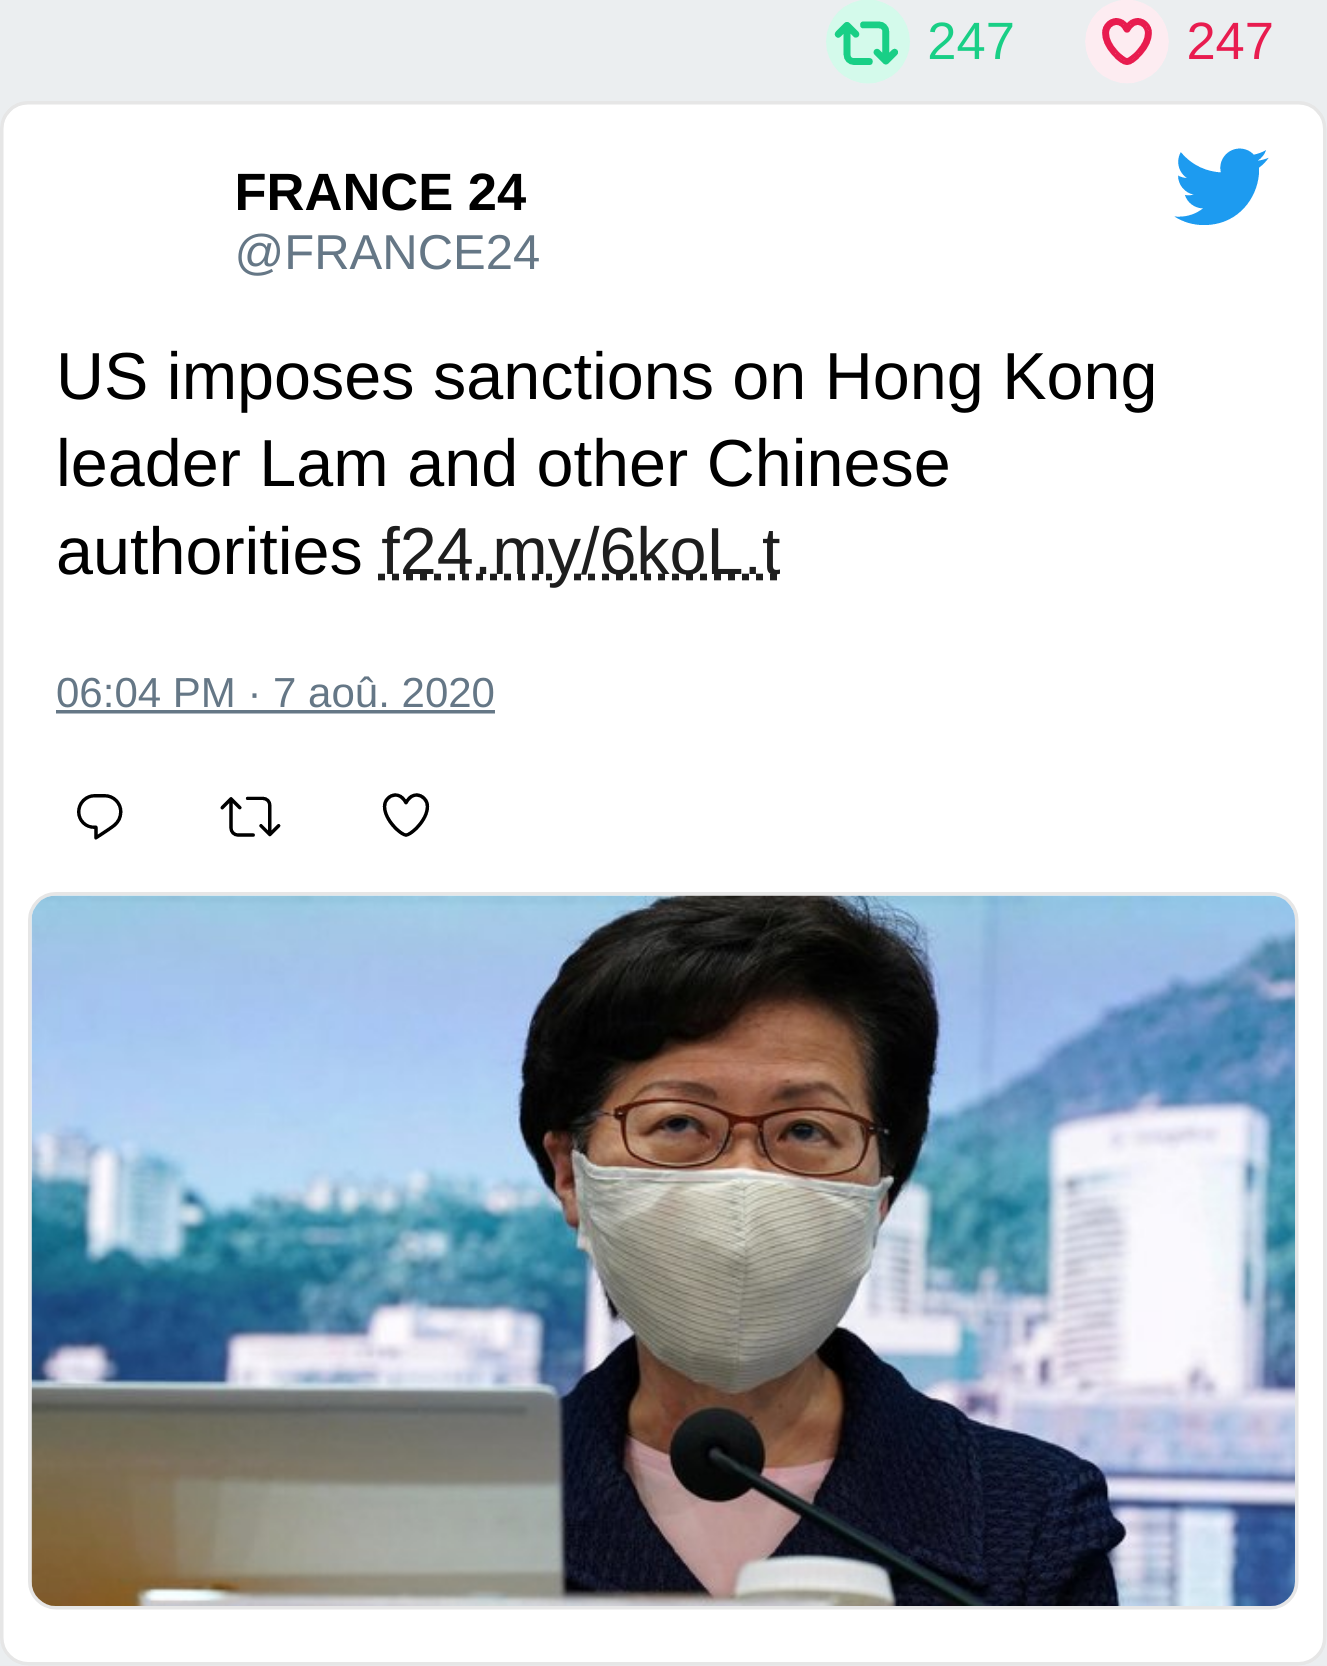 247 247
FRANCE 24
@FRANCE24
US imposes sanctions on Hong Kong
leader Lam and other Chinese
authorities f24.my/6koL.t
06:04 PM · 7 aoû. 2020